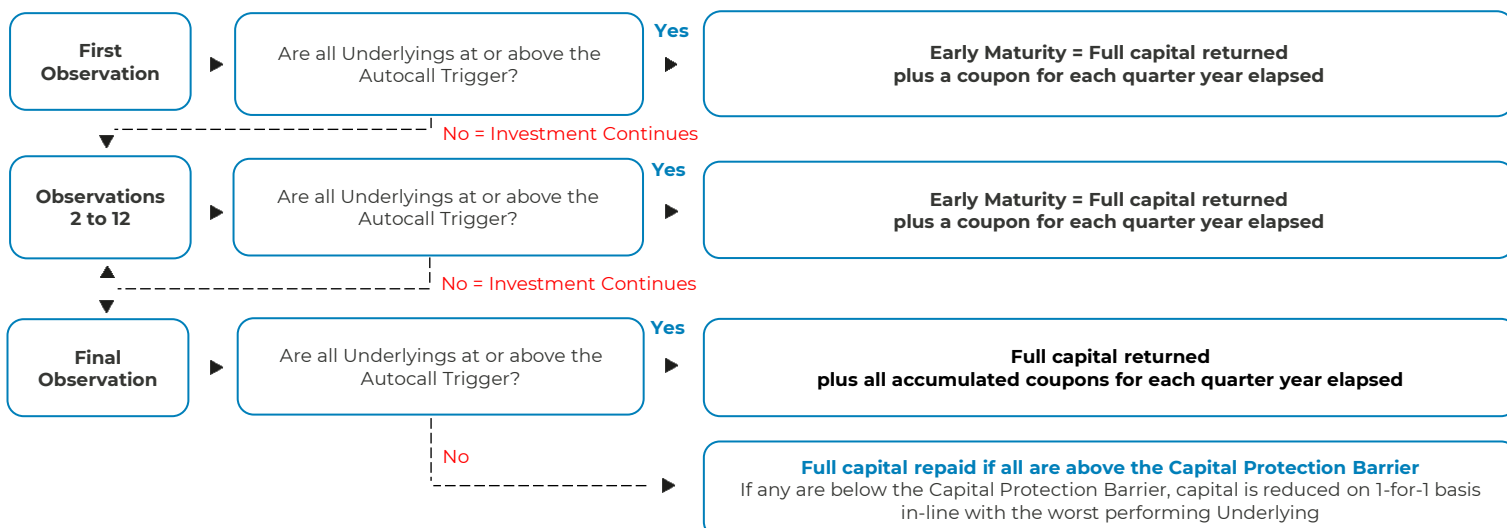 First
Observation
Are all Underlyings at or above the
Autocall Trigger?
Yes
Early Maturity = Full capital returned
plus a coupon for each quarter year elapsed
No = Investment Continues
Observations
2 to 12
Are all Underlyings at or above the
Autocall Trigger?
Yes
Early Maturity = Full capital returned
plus a coupon for each quarter year elapsed
No = Investment Continues
Final
Observation
Are all Underlyings at or above the
Autocall Trigger?
Yes
Full capital returned
plus all accumulated coupons for each quarter year elapsed
No
Full capital repaid if all are above the Capital Protection Barrier
If any are below the Capital Protection Barrier, capital is reduced on 1-for-1 basis
in-line with the worst performing Underlying